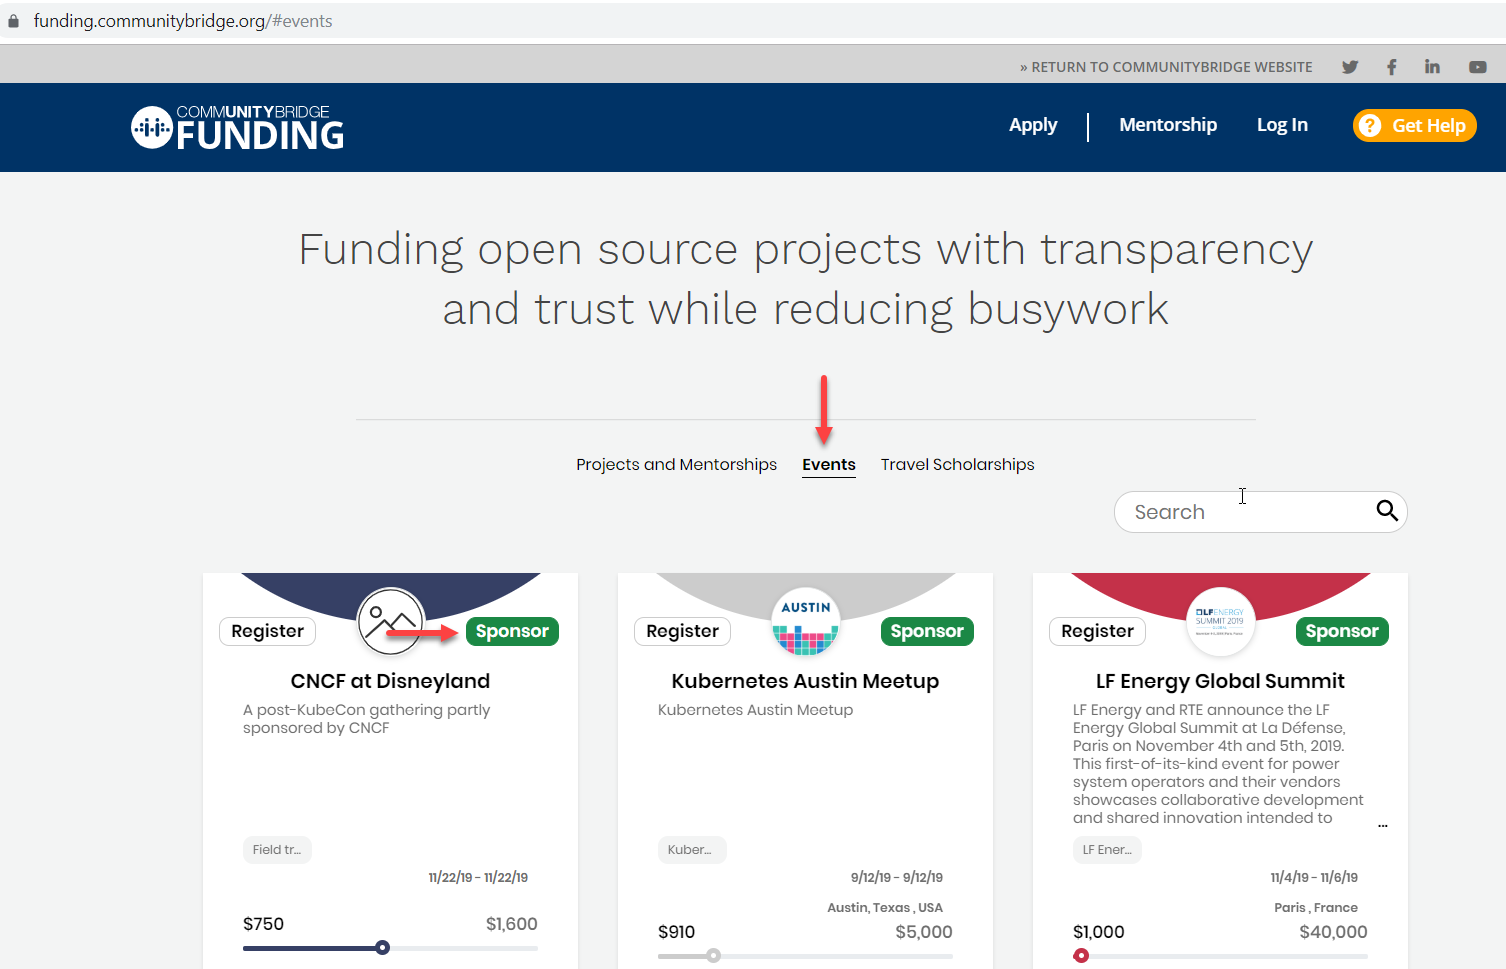 funding.communitybridge.org/#events
» RETURN TO COMMUNITYBRIDGE WEBSITE
COMMUNITYBRIDGE
FUNDING
Apply
Mentorship
Log In
? Get Help
Funding open source projects with transparency
and trust while reducing busywork
Projects and Mentorships
Events
Travel Scholarships
Search
Register
Sponsor
CNCF at Disneyland
A post-KubeCon gathering partly
sponsored by CNCF
Field tr...
11/22/19 - 11/22/19
$750
$1,600
Register
AUSTIN
Sponsor
Kubernetes Austin Meetup
Kubernetes Austin Meetup
Kuber...
9/12/19 - 9/12/19
Austin, Texas , USA
$910
$5,000
Register
LFENERGY
SUMMIT 2019
GLOBAL
Sponsor
LF Energy Global Summit
LF Energy and RTE announce the LF
Energy Global Summit at La Défense,
Paris on November 4th and 5th, 2019.
This first-of-its-kind event for power
system operators and their vendors
showcases collaborative development
and shared innovation intended to
...
LF Ener...
11/4/19 - 11/6/19
Paris , France
$1,000
$40,000